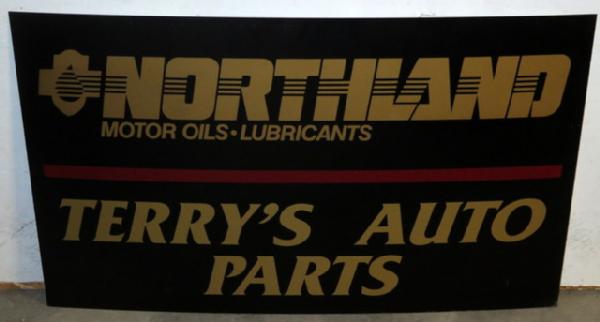 NORTHLAND
MOTOR OILS • LUBRICANTS
TERRY'S AUTO
PARTS